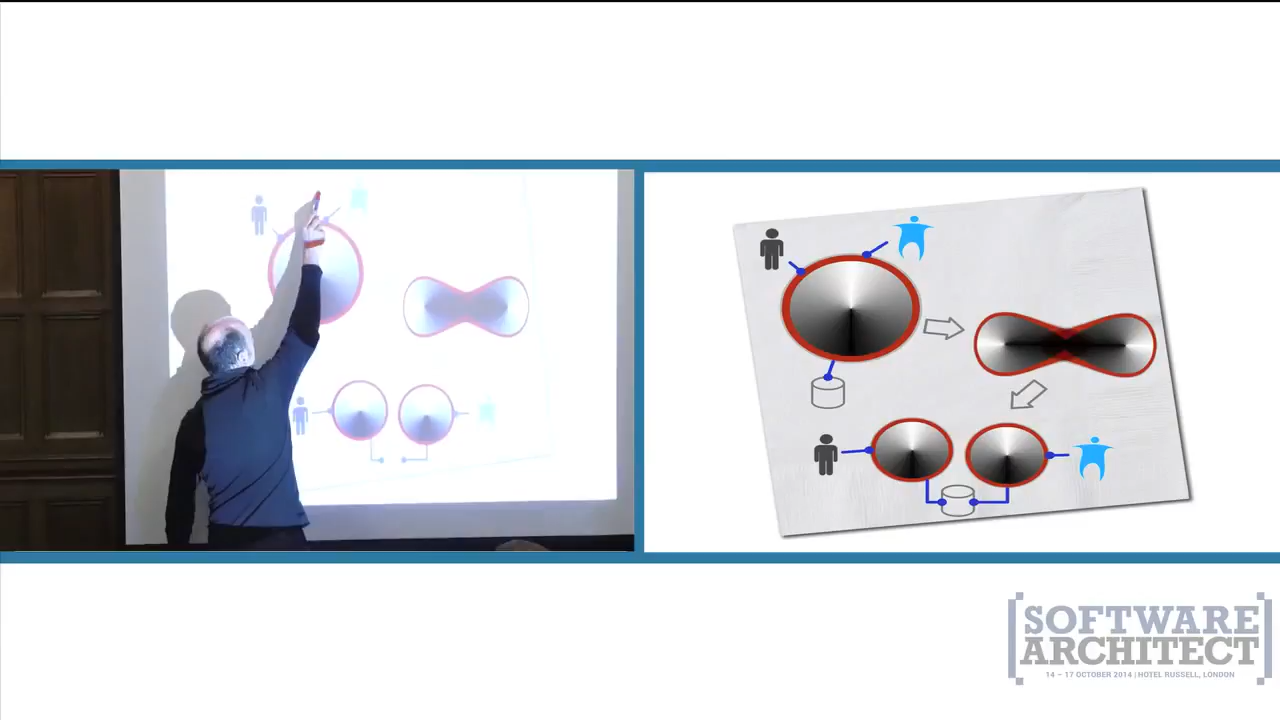 SOFTWARE
ARCHITECT
14 – 17 OCTOBER 2014 | HOTEL RUSSELL, LONDON